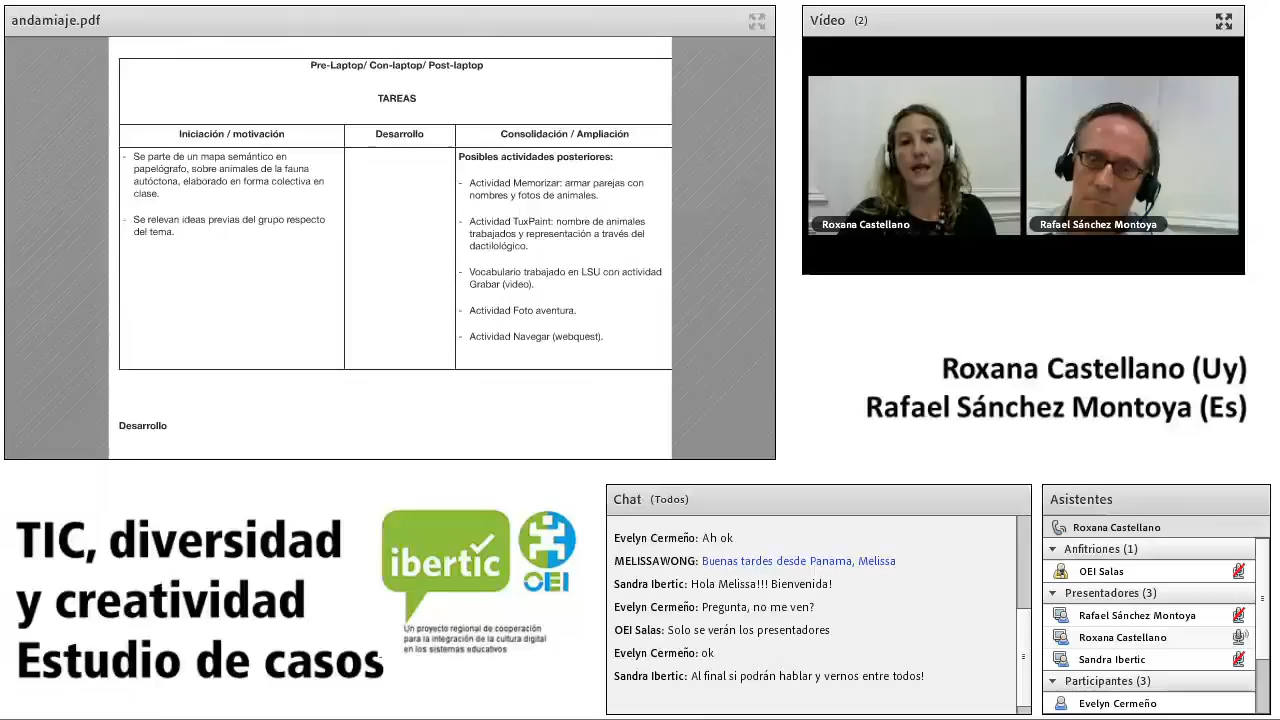 andamiaje.pdf
Pre-Laptop/ Con-laptop/ Post-laptop
TAREAS
Iniciación / motivación
Desarrollo
Consolidación / Ampliación
- Se parte de un mapa semántico en
papelógrafo, sobre animales de la fauna
autóctona, elaborado en forma colectiva en
clase.
- Se relevan ideas previas del grupo respecto
del tema.
Posibles actividades posteriores:
- Actividad Memorizar: armar parejas con
nombres y fotos de animales.
- Actividad TuxPaint: nombre de animales
trabajados y representación a través del
dactilológico.
- Vocabulario trabajado en LSU con actividad
Grabar (video).
- Actividad Foto aventura.
- Actividad Navegar (webquest).
Desarrollo
Vídeo (2)
Roxana Castellano
Rafael Sánchez Montoya
Roxana Castellano (Uy)
Rafael Sánchez Montoya (Es)
TIC, diversidad
y creatividad
Estudio de casos
ibertic
OEI
Un proyecto regional de cooperación
para la integración de la cultura digital
en los sistemas educativos
Chat (Todos)
Evelyn Cermeño: Ah ok
MELISSAWONG: Buenas tardes desde Panama, Melissa
Sandra Ibertic: Hola Melissa!!! Bienvenida!
Evelyn Cermeño: Pregunta, no me ven?
OEI Salas: Solo se verán los presentadores
Evelyn Cermeño: ok
Sandra Ibertic: Al final si podrán hablar y vernos entre todos!
Asistentes
Roxana Castellano
Anfitriones (1)
OEI Salas
Presentadores (3)
Rafael Sánchez Montoya
Roxana Castellano
Sandra Ibertic
Participantes (3)
Evelyn Cermeño